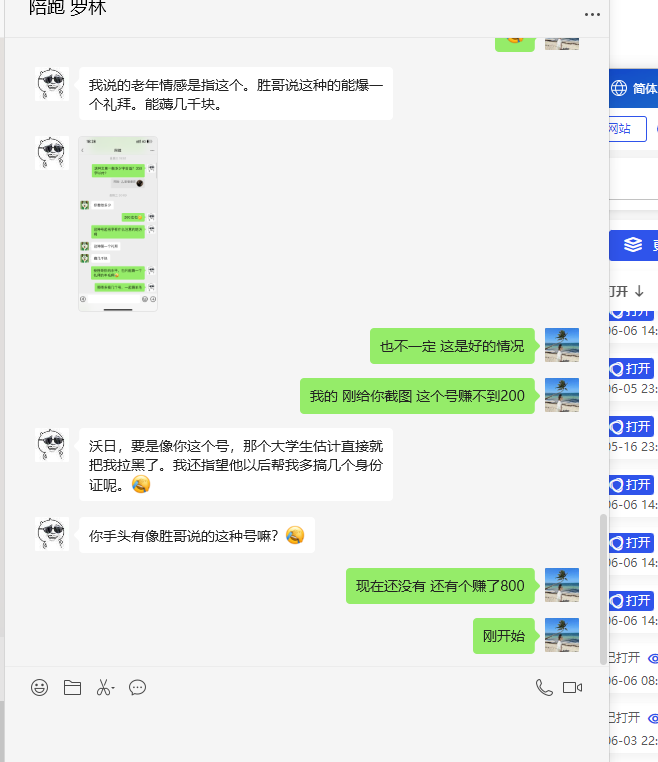 陪跑 罗林
我说的老年情感是指这个。胜哥说这种的能爆一
个礼拜。能薅几千块。
也不一定 这是好的情况
我的 刚给你截图 这个号赚不到200
沃日，要是像你这个号，那个大学生估计直接就
把我拉黑了。我还指望他以后帮我多搞几个身份
证呢。
你手头有像胜哥说的这种号嘛？
现在还没有 还有个赚了800
刚开始
简体
网站
打开
06-06 14:
打开
06-05 23:
打开
05-16 23:
打开
06-06 14:
打开
06-06 14:
打开
06-06 14:
已打开
06-06 08:
已打开
06-03 22: